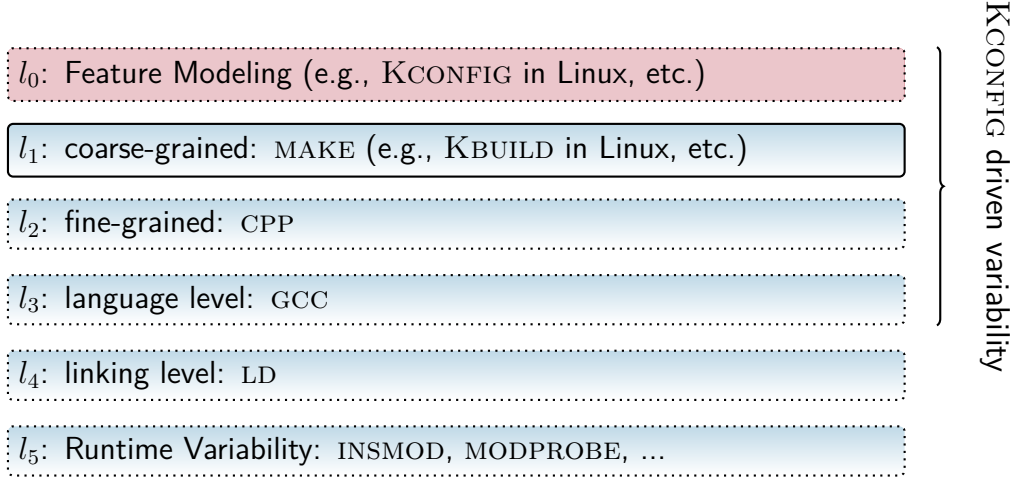 l₀: Feature Modeling (e.g., KCONFIG in Linux, etc.)
l₁: coarse-grained: MAKE (e.g., KBUILD in Linux, etc.)
l₂: fine-grained: CPP
l₃: language level: GCC
l₄: linking level: LD
l₅: Runtime Variability: INSMOD, MODPROBE, ...
KCONFIG driven variability